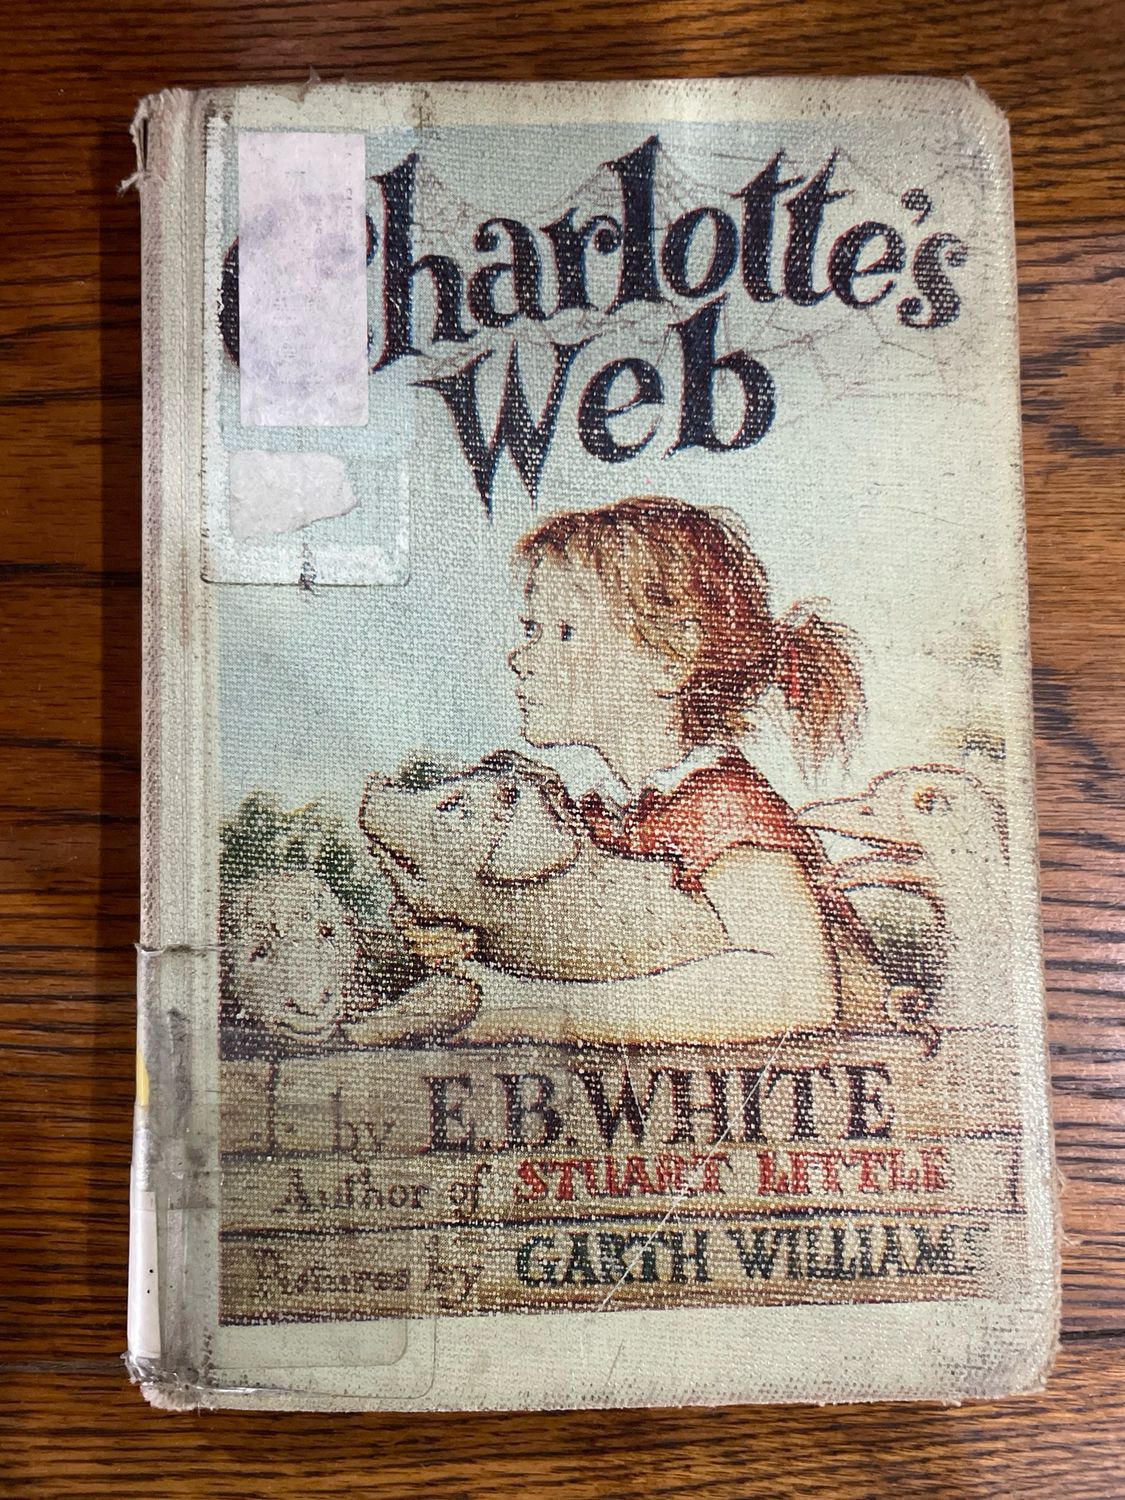 Charlotte's
Web
by E.B. WHITE
Author of STUART LITTLE
Pictures by GARTH WILLIAMS